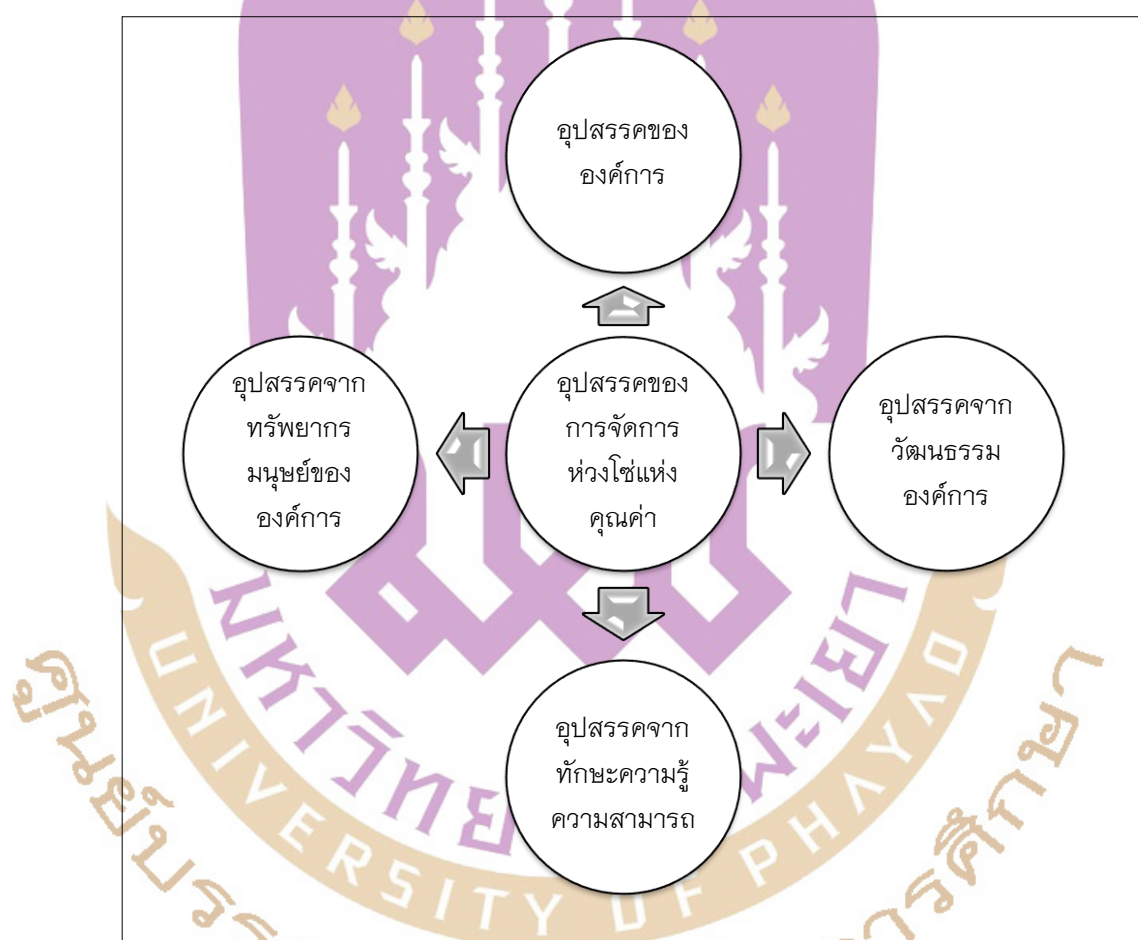 อุปสรรคของ
องค์การ
อุปสรรคจาก
ทรัพยากร
มนุษย์ของ
องค์การ
อุปสรรคของ
การจัดการ
ห่วงโซ่แห่ง
คุณค่า
อุปสรรคจาก
วัฒนธรรม
องค์การ
อุปสรรคจาก
ทักษะความรู้
ความสามารถ
UNIVERSITY OF PHAYAO